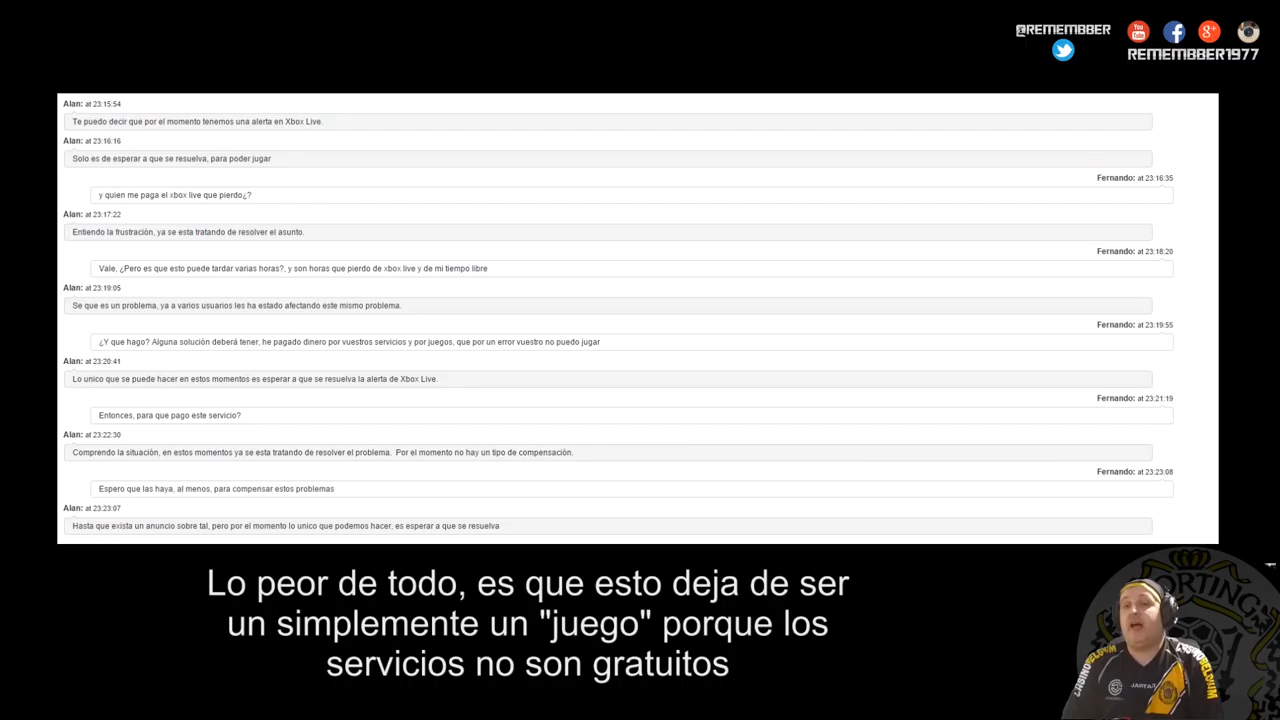 @REMEMBBER
You Tube
g+
REMEMBBER1977
Alan: at 23:15:54
Te puedo decir que por el momento tenemos una alerta en Xbox Live.
Alan: at 23:16:16
Solo es de esperar a que se resuelva, para poder jugar
Fernando: at 23:16:35
y quien me paga el xbox live que pierdo¿?
Alan: at 23:17:22
Entiendo la frustración, ya se esta tratando de resolver el asunto.
Fernando: at 23:18:20
Vale, ¿Pero es que esto puede tardar varias horas?, y son horas que pierdo de xbox live y de mi tiempo libre
Alan: at 23:19:05
Se que es un problema, ya a varios usuarios les ha estado afectando este mismo problema.
Fernando: at 23:19:55
¿Y que hago? Alguna solución deberá tener, he pagado dinero por vuestros servicios y por juegos, que por un error vuestro no puedo jugar
Alan: at 23:20:41
Lo unico que se puede hacer en estos momentos es esperar a que se resuelva la alerta de Xbox Live.
Fernando: at 23:21:19
Entonces, para que pago este servicio?
Alan: at 23:22:30
Comprendo la situación, en estos momentos ya se esta tratando de resolver el problema. Por el momento no hay un tipo de compensación.
Fernando: at 23:23:08
Espero que las haya, al menos, para compensar estos problemas
Alan: at 23:23:07
Hasta que exista un anuncio sobre tal, pero por el momento lo unico que podemos hacer, es esperar a que se resuelva
Lo peor de todo, es que esto deja de ser
un simplemente un "juego" porque los
servicios no son gratuitos
SPORTING